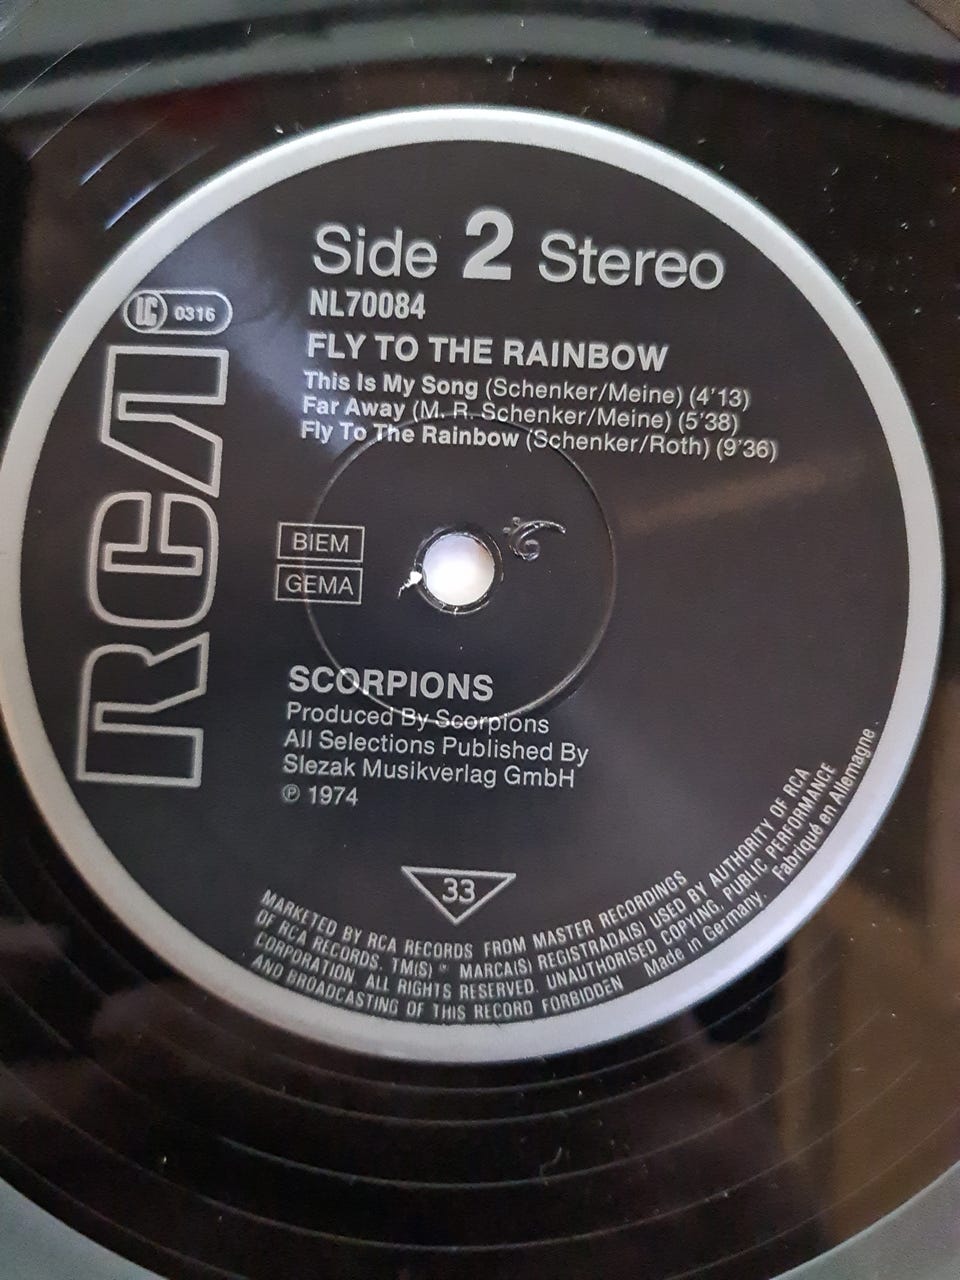 Side 2 Stereo
NL70084
LC 0316
RCA
FLY TO THE RAINBOW
This Is My Song (Schenker/Meine) (4'13)
Far Away (M. R. Schenker/Meine) (5'38)
Fly To The Rainbow (Schenker/Roth) (9'36)
BIEM
GEMA
SCORPIONS
Produced By Scorpions
All Selections Published By
Slezak Musikverlag GmbH
℗ 1974
33
MARKETED BY RCA RECORDS FROM MASTER RECORDINGS
OF RCA RECORDS. TM(S) ® MARCA(S) REGISTRADA(S) USED BY AUTHORITY OF RCA
CORPORATION. ALL RIGHTS RESERVED. UNAUTHORISED COPYING, PUBLIC PERFORMANCE
AND BROADCASTING OF THIS RECORD FORBIDDEN Made in Germany. Fabriqué en Allemagne.